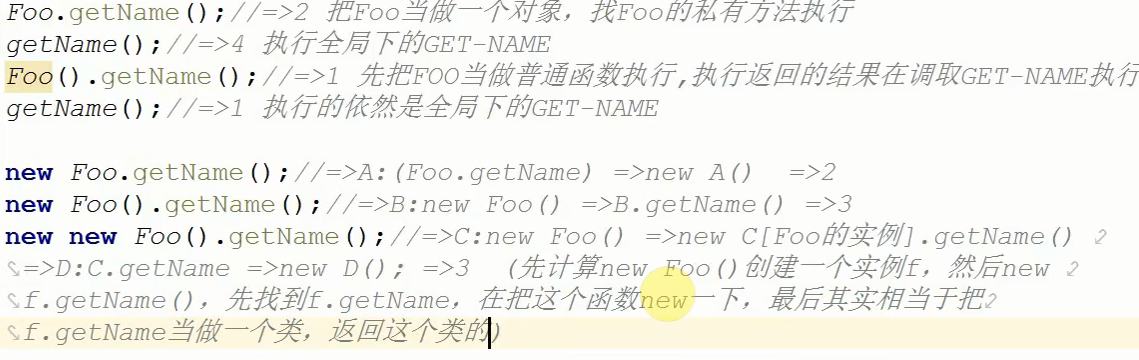 Foo.getName();//=>2 把Foo当做一个对象，找Foo的私有方法执行
getName();//=>4 执行全局下的GET-NAME
Foo().getName();//=>1 先把FOO当做普通函数执行,执行返回的结果在调取GET-NAME执行
getName();//=>1 执行的依然是全局下的GET-NAME
new Foo.getName();//=>A:(Foo.getName) =>new A() =>2
new Foo().getName();//=>B:new Foo() =>B.getName() =>3
new new Foo().getName();//=>C:new Foo() =>new C[Foo的实例].getName()
=>D:C.getName =>new D(); =>3 (先计算new Foo()创建一个实例f，然后new
f.getName()，先找到f.getName，在把这个函数new一下，最后其实相当于把
f.getName当做一个类，返回这个类的)